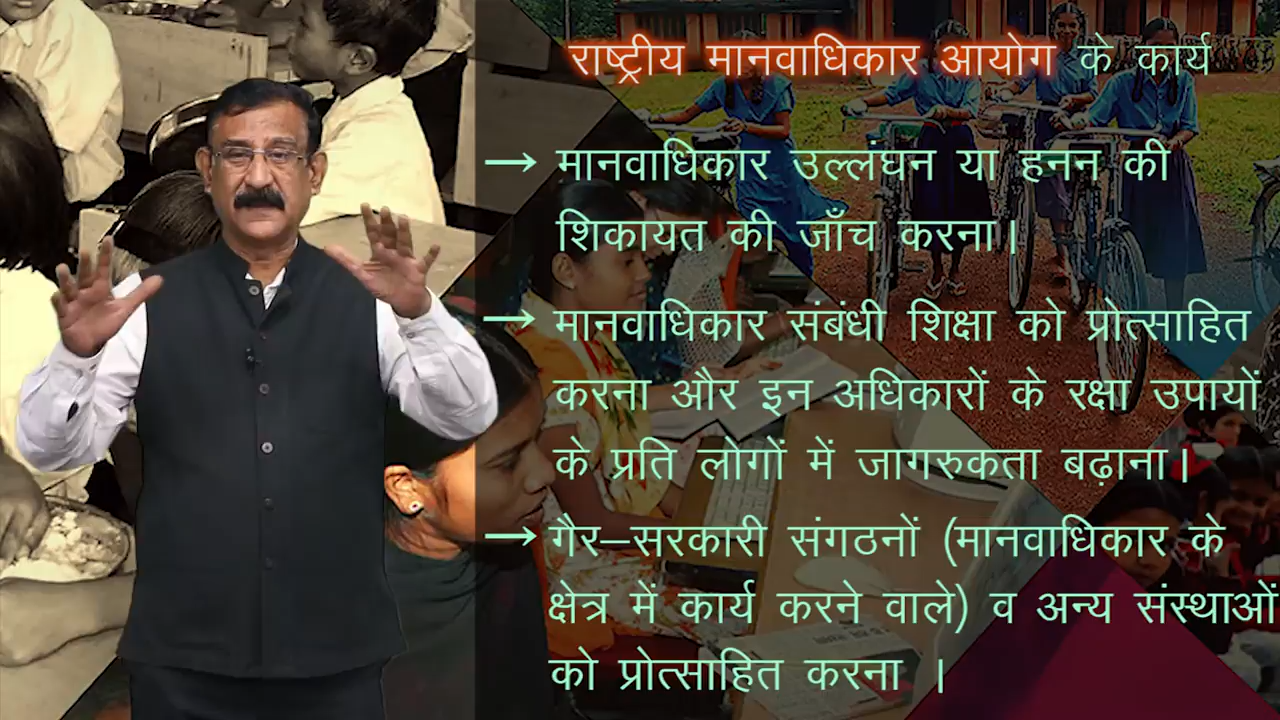 राष्ट्रीय मानवाधिकार आयोग के कार्य
→ मानवाधिकार उल्लंघन या हनन की
शिकायत की जाँच करना।
→ मानवाधिकार संबंधी शिक्षा को प्रोत्साहित
करना और इन अधिकारों के रक्षा उपायों
के प्रति लोगों में जागरुकता बढ़ाना।
→ गैर–सरकारी संगठनों (मानवाधिकार के
क्षेत्र में कार्य करने वाले) व अन्य संस्थाओं
को प्रोत्साहित करना ।